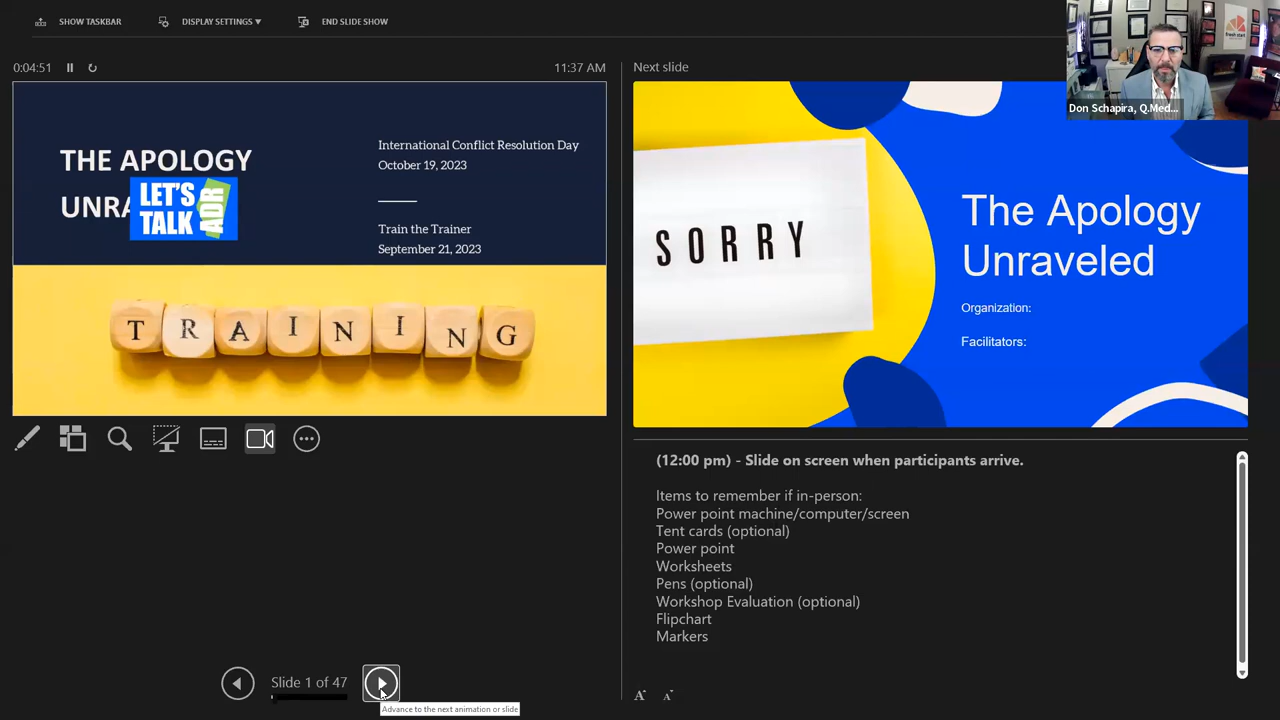 SHOW TASKBAR
DISPLAY SETTINGS ▾
END SLIDE SHOW
0:04:51
11:37 AM
Next slide
Don Schapira, Q.Med...
fresh start
THE APOLOGY
UNRA
LET'S
TALK
ADR
International Conflict Resolution Day
October 19, 2023
Train the Trainer
September 21, 2023
TRAINING
SORRY
The Apology
Unraveled
Organization:
Facilitators:
(12:00 pm) - Slide on screen when participants arrive.
Items to remember if in-person:
Power point machine/computer/screen
Tent cards (optional)
Power point
Worksheets
Pens (optional)
Workshop Evaluation (optional)
Flipchart
Markers
Slide 1 of 47
Advance to the next animation or slide
A
A